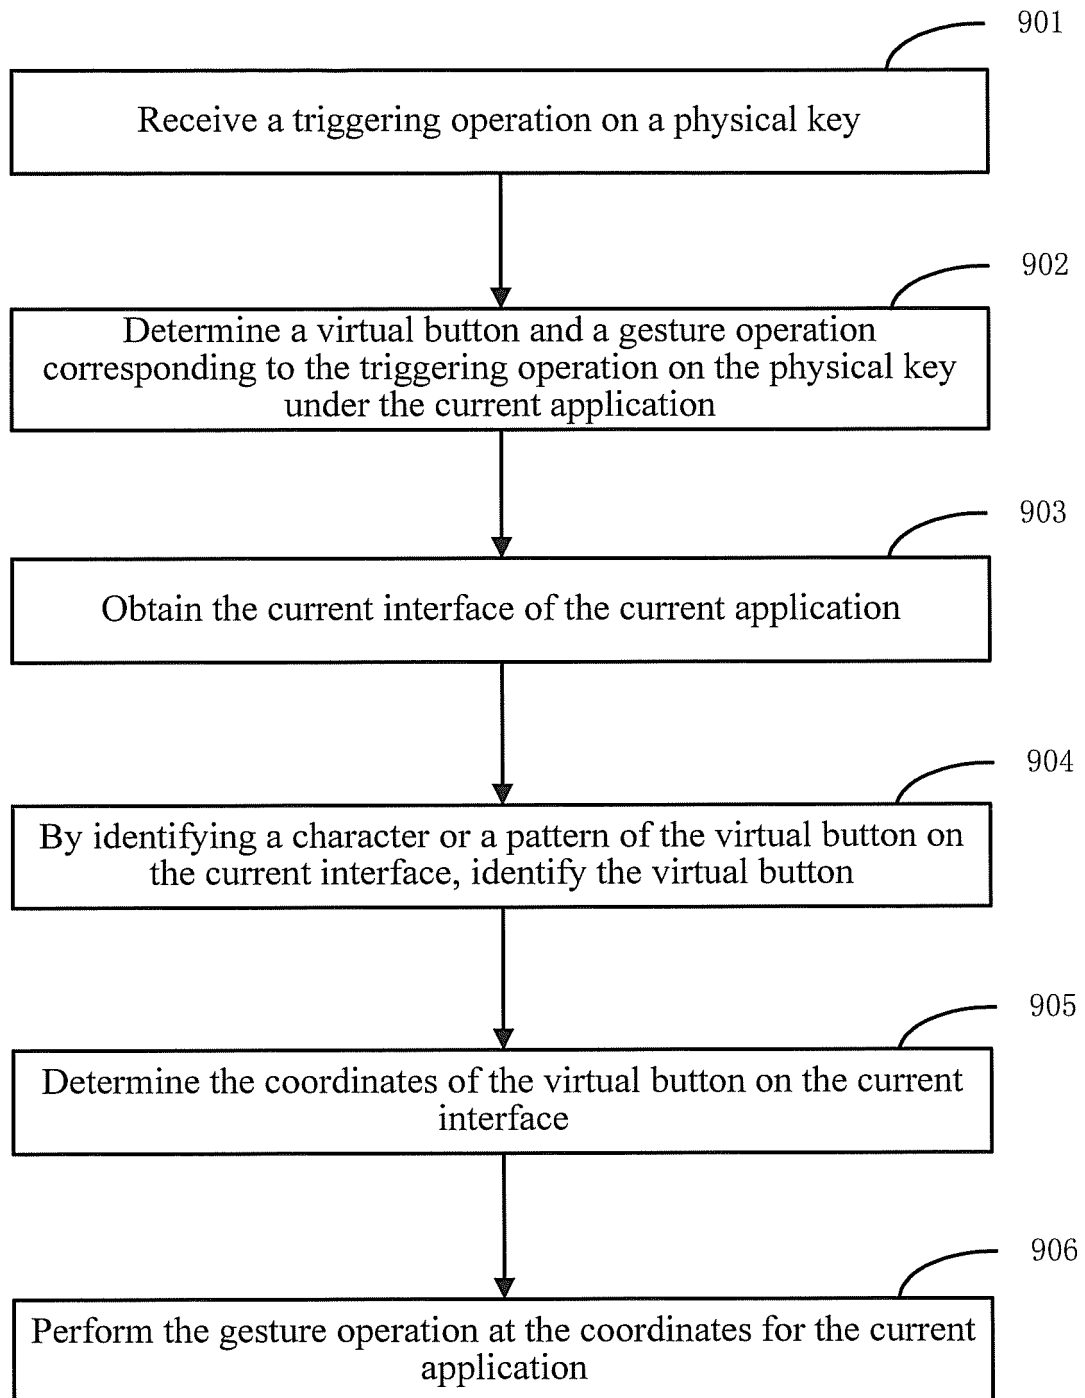 901
Receive a triggering operation on a physical key
902
Determine a virtual button and a gesture operation
corresponding to the triggering operation on the physical key
under the current application
903
Obtain the current interface of the current application
904
By identifying a character or a pattern of the virtual button on
the current interface, identify the virtual button
905
Determine the coordinates of the virtual button on the current
interface
906
Perform the gesture operation at the coordinates for the current
application